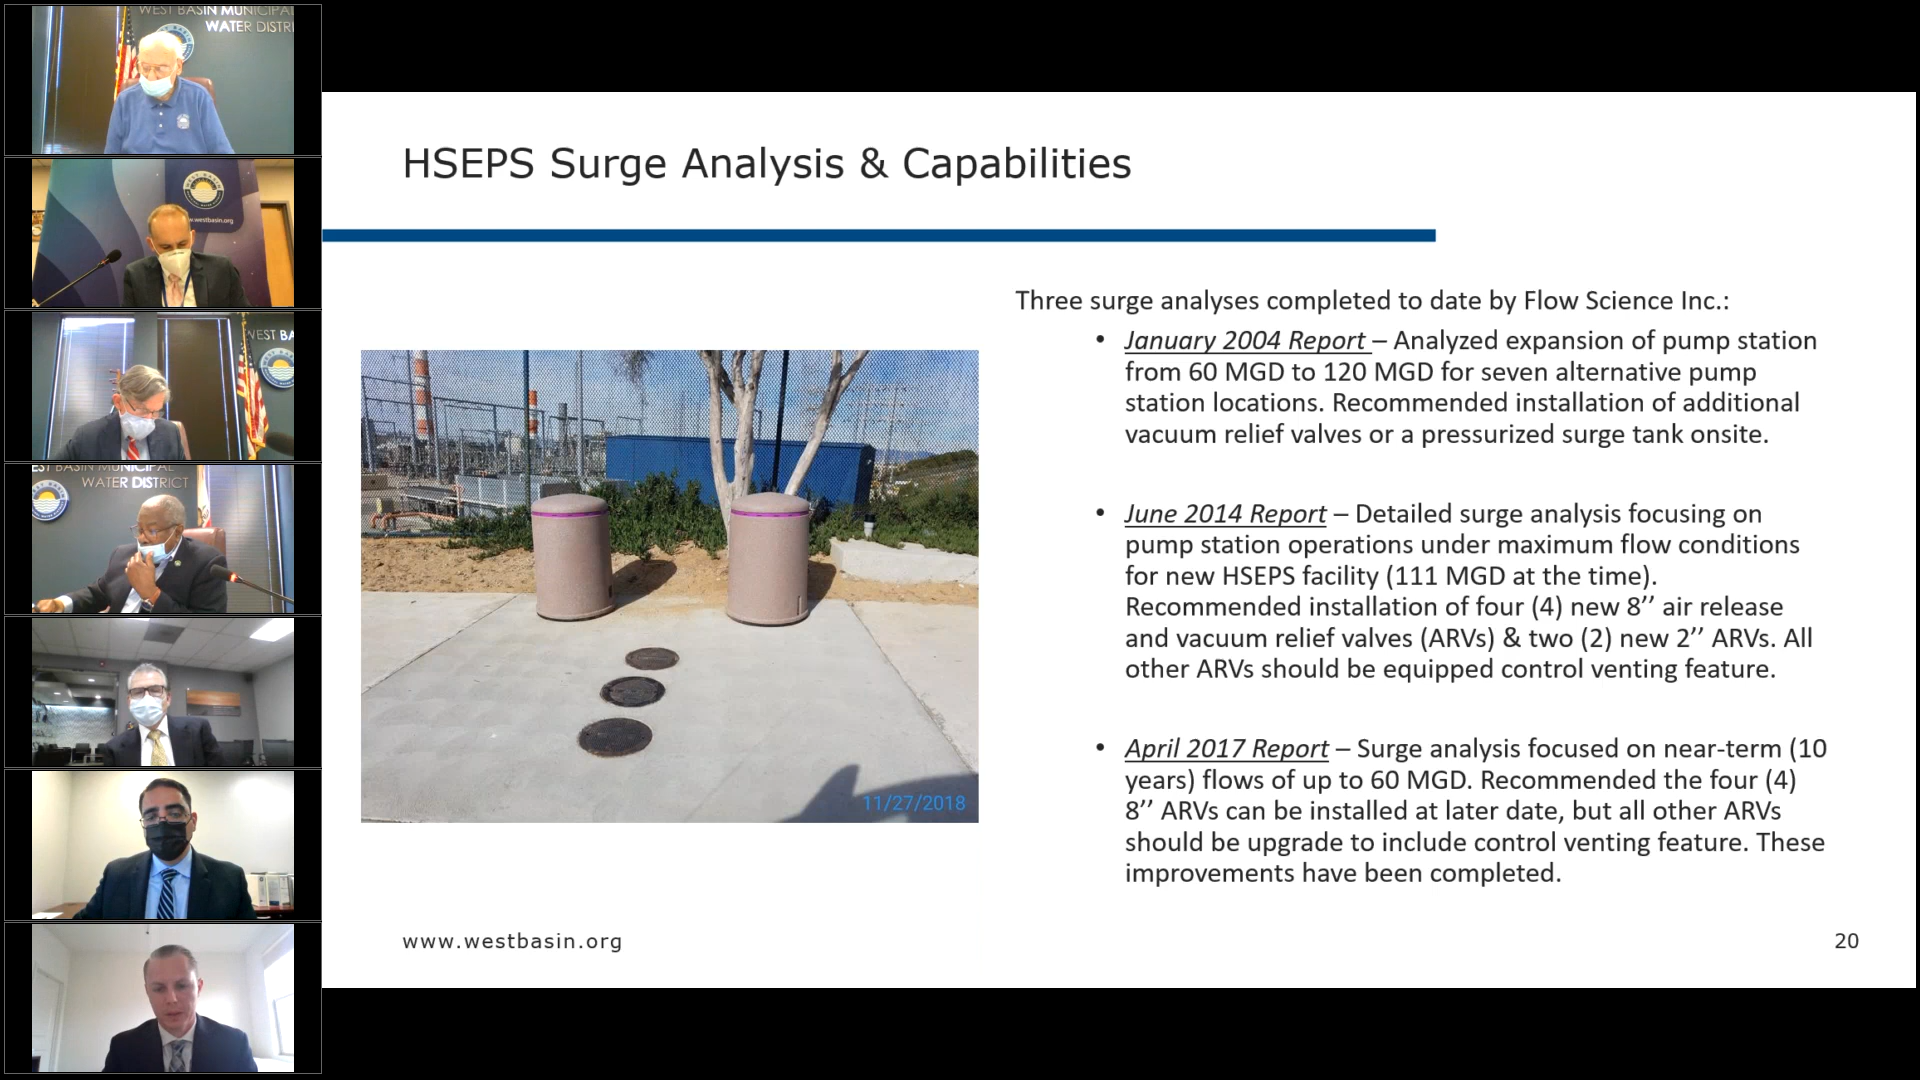 WEST BASIN MUNICIPAL
WATER DISTRI
WEST BASIN
w.westbasin.org
WEST BA
EST BASIN MUNICIPAL
WATER DISTRICT
HSEPS Surge Analysis & Capabilities
11/27/2018
Three surge analyses completed to date by Flow Science Inc.:
• January 2004 Report – Analyzed expansion of pump station
from 60 MGD to 120 MGD for seven alternative pump
station locations. Recommended installation of additional
vacuum relief valves or a pressurized surge tank onsite.
• June 2014 Report – Detailed surge analysis focusing on
pump station operations under maximum flow conditions
for new HSEPS facility (111 MGD at the time).
Recommended installation of four (4) new 8’’ air release
and vacuum relief valves (ARVs) & two (2) new 2’’ ARVs. All
other ARVs should be equipped control venting feature.
• April 2017 Report – Surge analysis focused on near-term (10
years) flows of up to 60 MGD. Recommended the four (4)
8’’ ARVs can be installed at later date, but all other ARVs
should be upgrade to include control venting feature. These
improvements have been completed.
www.westbasin.org
20